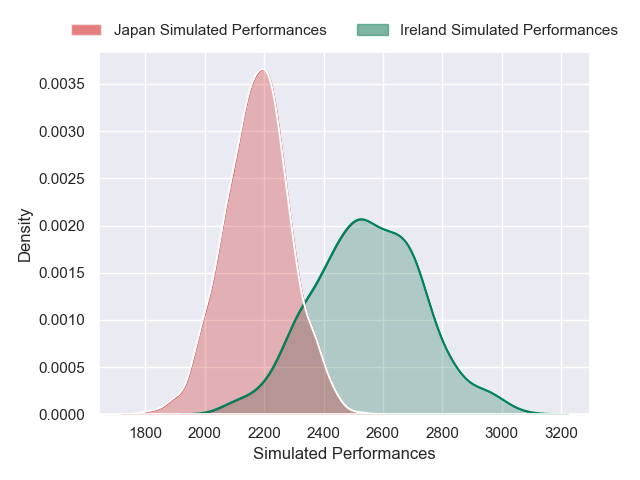 Japan Simulated Performances Ireland Simulated Performances
0.0035
0.0030
0.0025
0.0020
0.0015
0.0010
0.0005
0.0000
Density
1800 2000 2200 2400 2600 2800 3000 3200
Simulated Performances